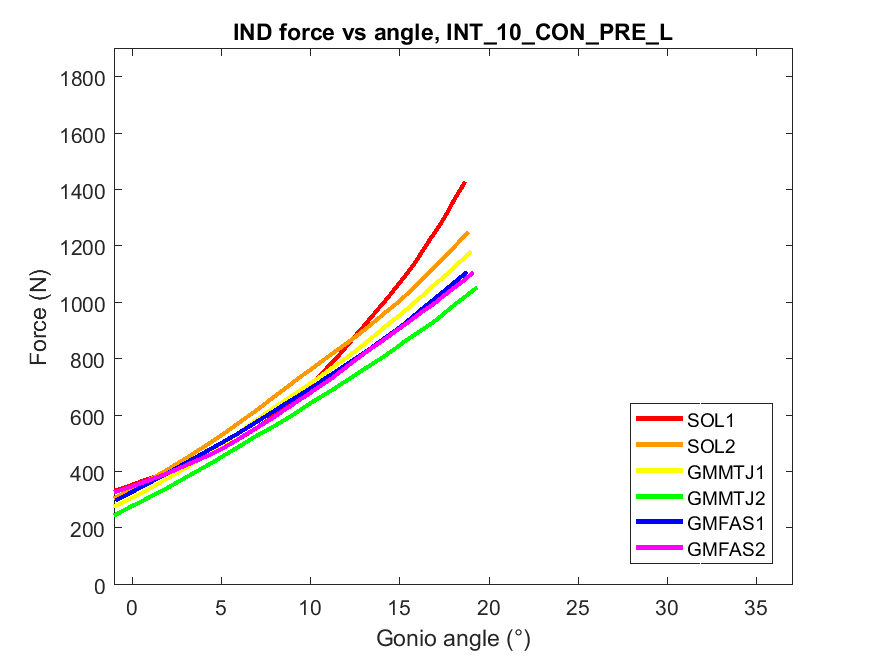 IND force vs angle, INT_10_CON_PRE_L
1800
1600
1400
1200
1000
800
600
400
200
0
Force (N)
0 5 10 15 20 25 30 35
Gonio angle (°)
SOL1
SOL2
GMMTJ1
GMMTJ2
GMFAS1
GMFAS2